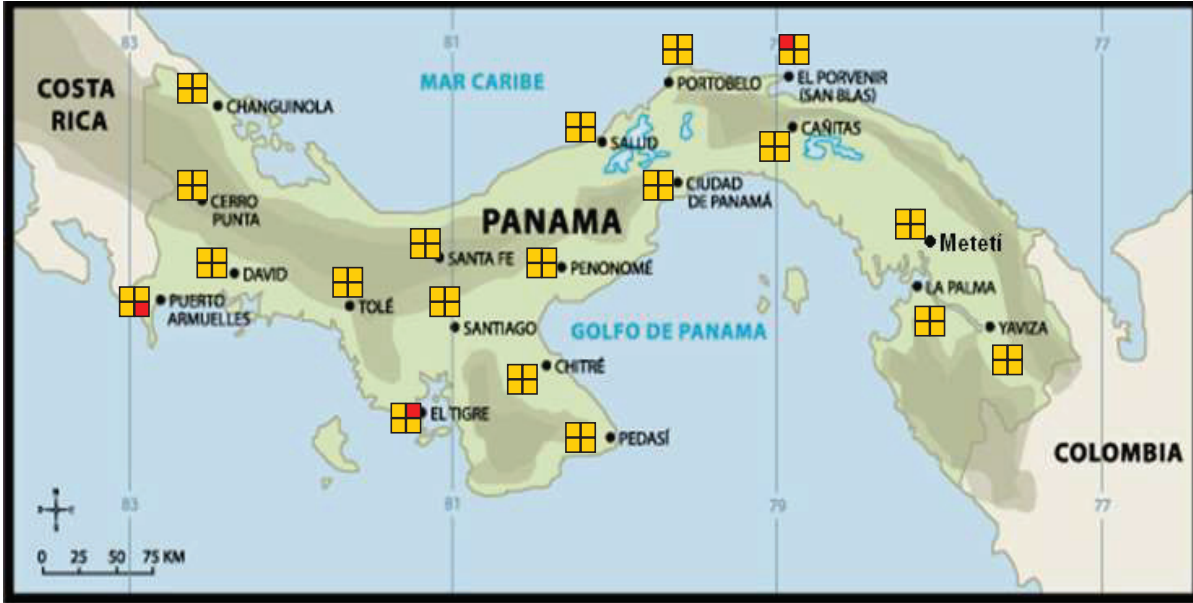 83
81
79
77
COSTA
RICA
MAR CARIBE
PORTOBELO
EL PORVENIR
(SAN BLAS)
CHANGUINOLA
SALUD
CAÑITAS
CERRO
PUNTA
CIUDAD
DE PANAMÁ
PANAMA
Metetí
SANTA FE
PENONOMÉ
DAVID
LA PALMA
PUERTO
ARMUELLES
TOLÉ
SANTIAGO
GOLFO DE PANAMA
YAVIZA
CHITRÉ
EL TIGRE
PEDASÍ
COLOMBIA
83
81
79
77
0 25 50 75 KM